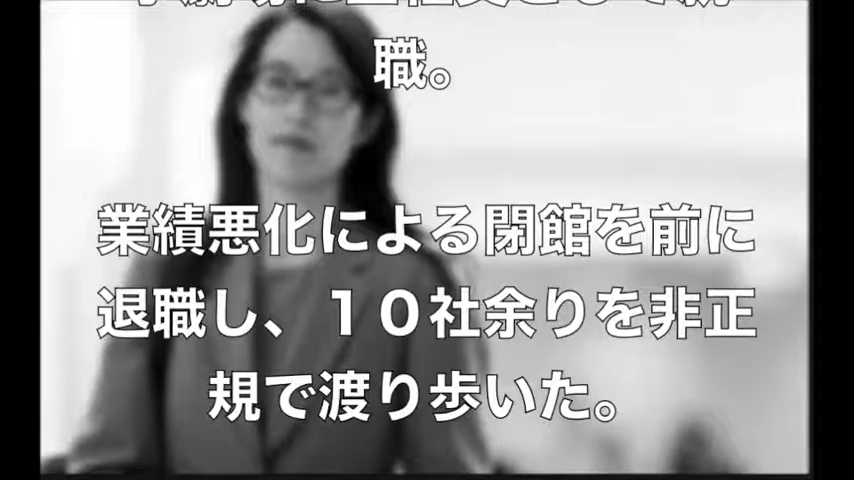 職。
業績悪化による閉館を前に
退職し、１０社余りを非正
規で渡り歩いた。